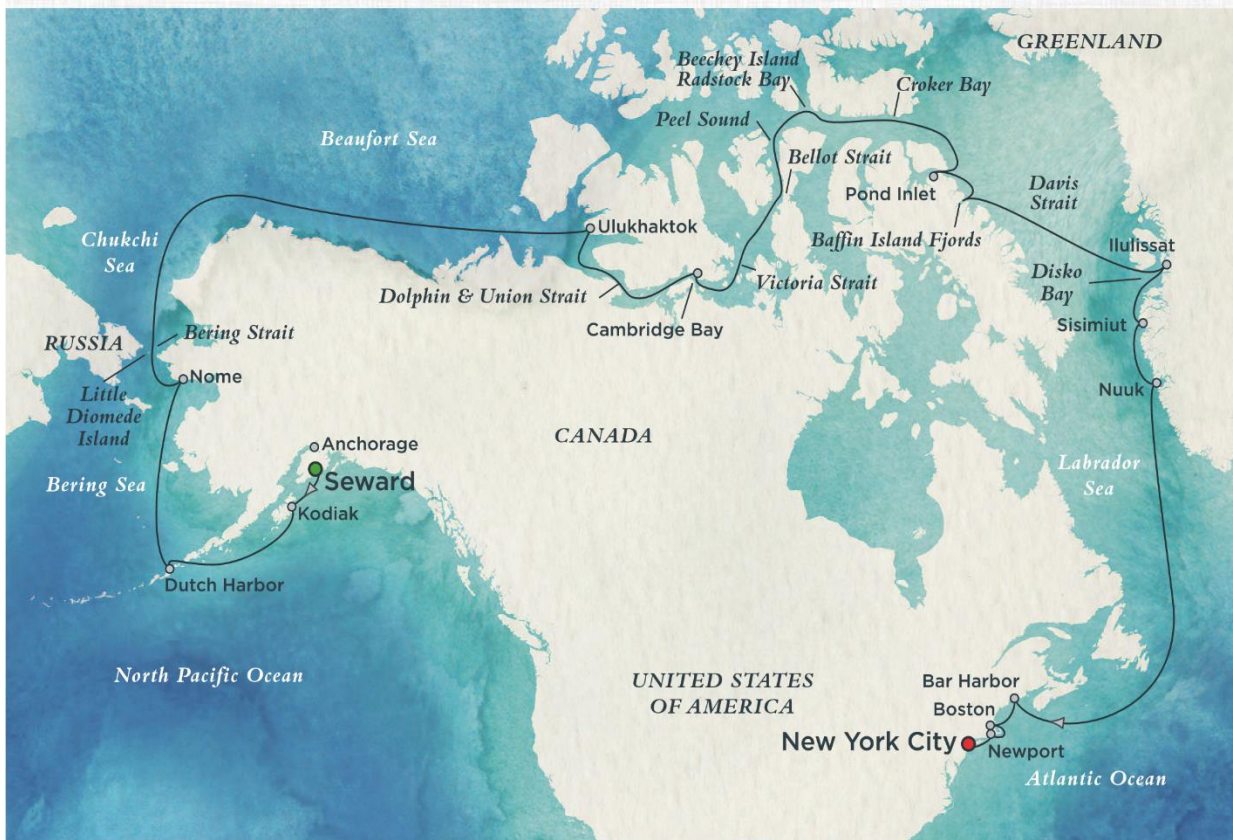 GREENLAND
Beechey Island
Radstock Bay
Croker Bay
Peel Sound
Beaufort Sea
Bellot Strait
Pond Inlet
Davis
Strait
Ulukhaktok
Chukchi
Sea
Baffin Island Fjords
Ilulissat
Disko
Bay
Dolphin & Union Strait
Victoria Strait
Cambridge Bay
Sisimiut
RUSSIA
Bering Strait
Nome
Little
Diomede
Island
Nuuk
Anchorage
CANADA
Seward
Bering Sea
Labrador
Sea
Kodiak
Dutch Harbor
North Pacific Ocean
UNITED STATES
OF AMERICA
Bar Harbor
Boston
New York City
Newport
Atlantic Ocean